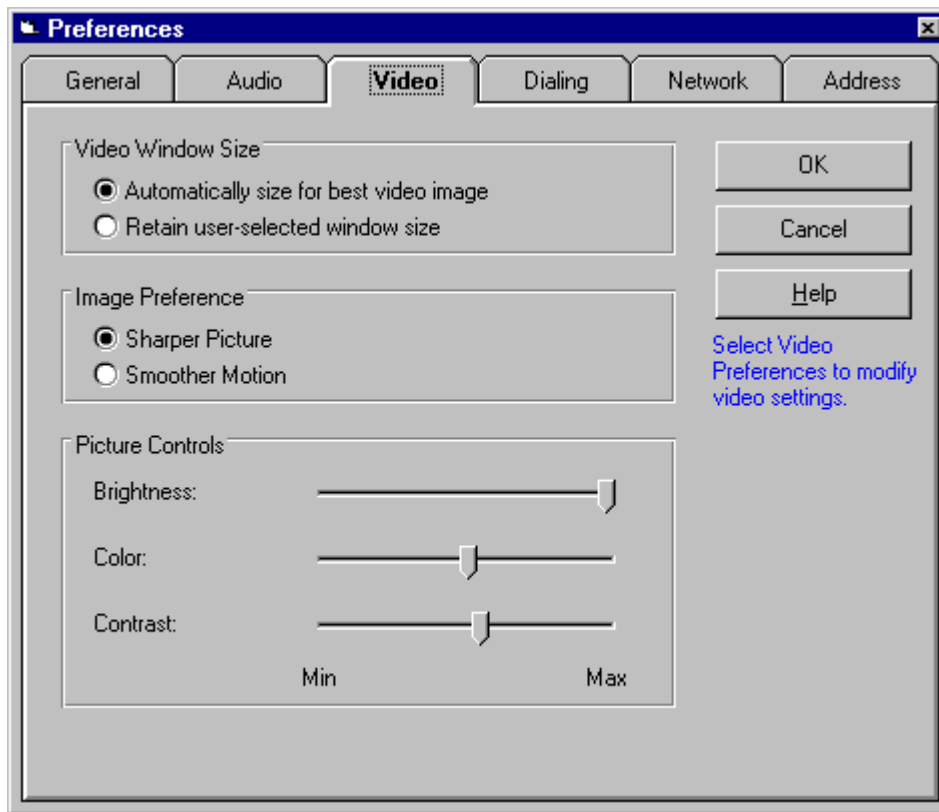 Preferences
General Audio Video Dialing Network Address
Video Window Size
Automatically size for best video image
Retain user-selected window size
Image Preference
Sharper Picture
Smoother Motion
Picture Controls
Brightness:
Color:
Contrast:
Min Max
OK
Cancel
Help
Select Video
Preferences to modify
video settings.